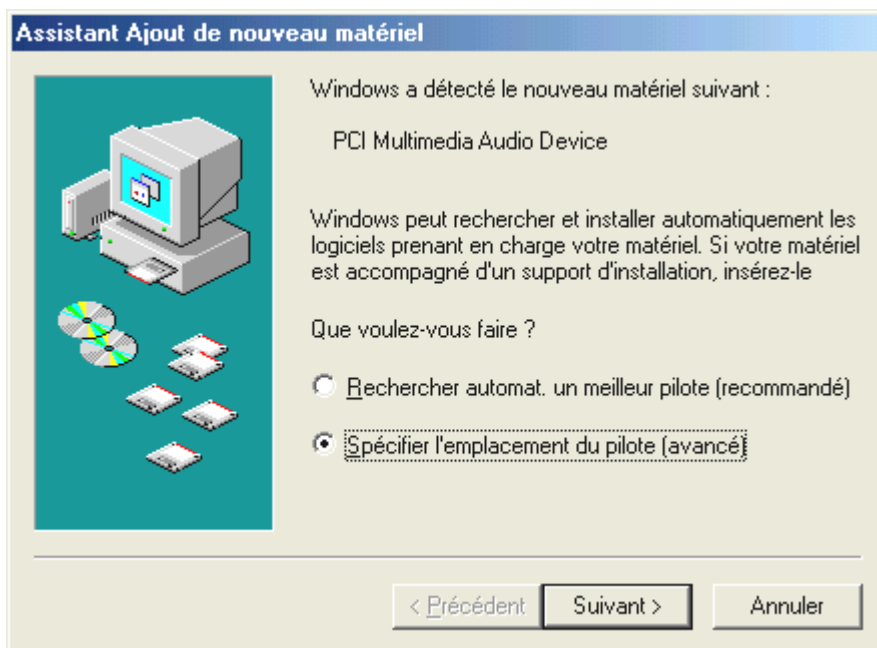 Assistant Ajout de nouveau matériel
Windows a détecté le nouveau matériel suivant :
PCI Multimedia Audio Device
Windows peut rechercher et installer automatiquement les
logiciels prenant en charge votre matériel. Si votre matériel
est accompagné d'un support d'installation, insérez-le
Que voulez-vous faire ?
Rechercher automat. un meilleur pilote (recommandé)
Spécifier l'emplacement du pilote (avancé)
< Précédent
Suivant >
Annuler